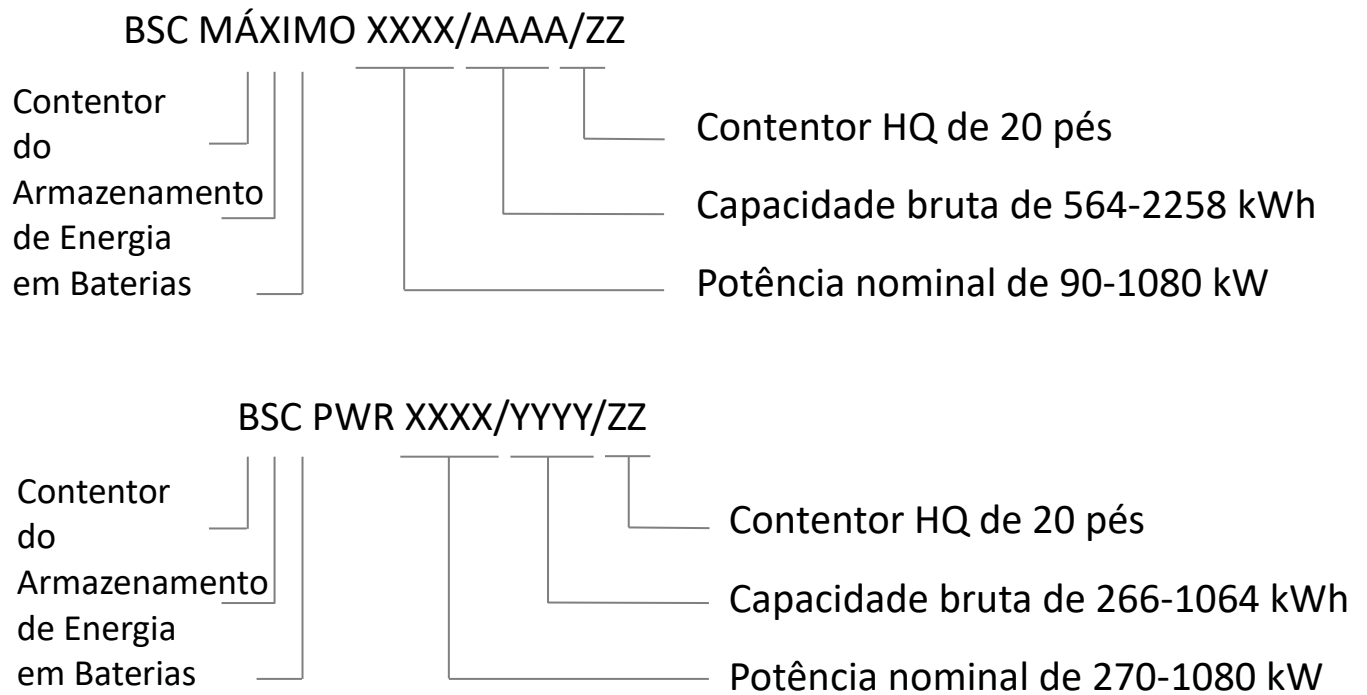 BSC MÁXIMO XXXX/AAAA/ZZ
Contentor
do
Armazenamento
de Energia
em Baterias
Contentor HQ de 20 pés
Capacidade bruta de 564-2258 kWh
Potência nominal de 90-1080 kW
BSC PWR XXXX/YYYY/ZZ
Contentor
do
Armazenamento
de Energia
em Baterias
Contentor HQ de 20 pés
Capacidade bruta de 266-1064 kWh
Potência nominal de 270-1080 kW